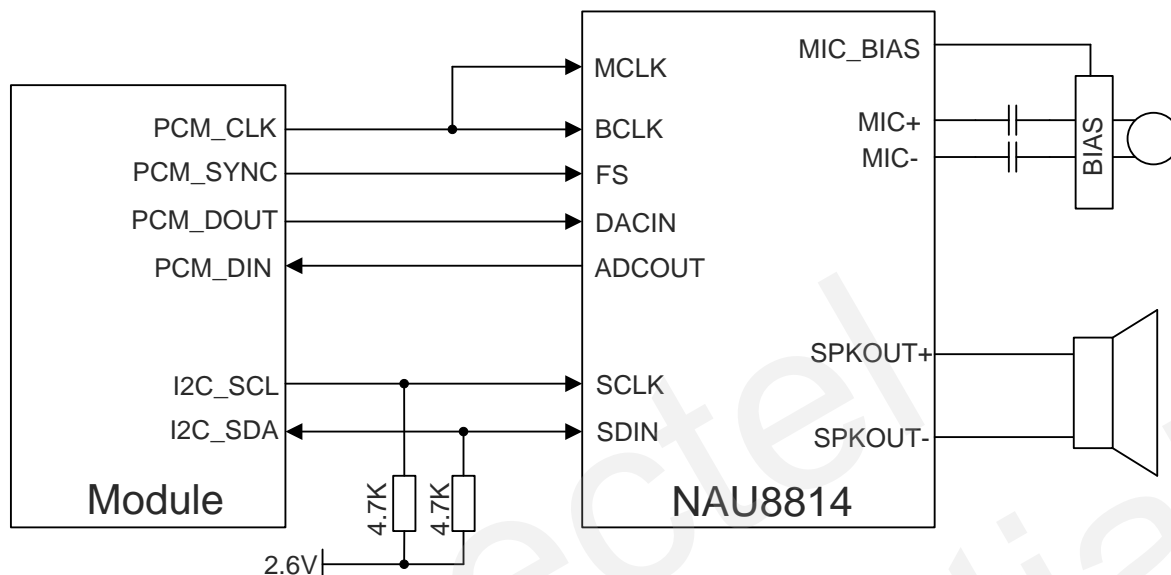 PCM_CLK
PCM_SYNC
PCM_DOUT
PCM_DIN
I2C_SCL
I2C_SDA
Module
4.7K
4.7K
2.6V
MCLK
BCLK
FS
DACIN
ADCOUT
SCLK
SDIN
MIC_BIAS
MIC+
MIC-
SPKOUT+
SPKOUT-
NAU8814
BIAS